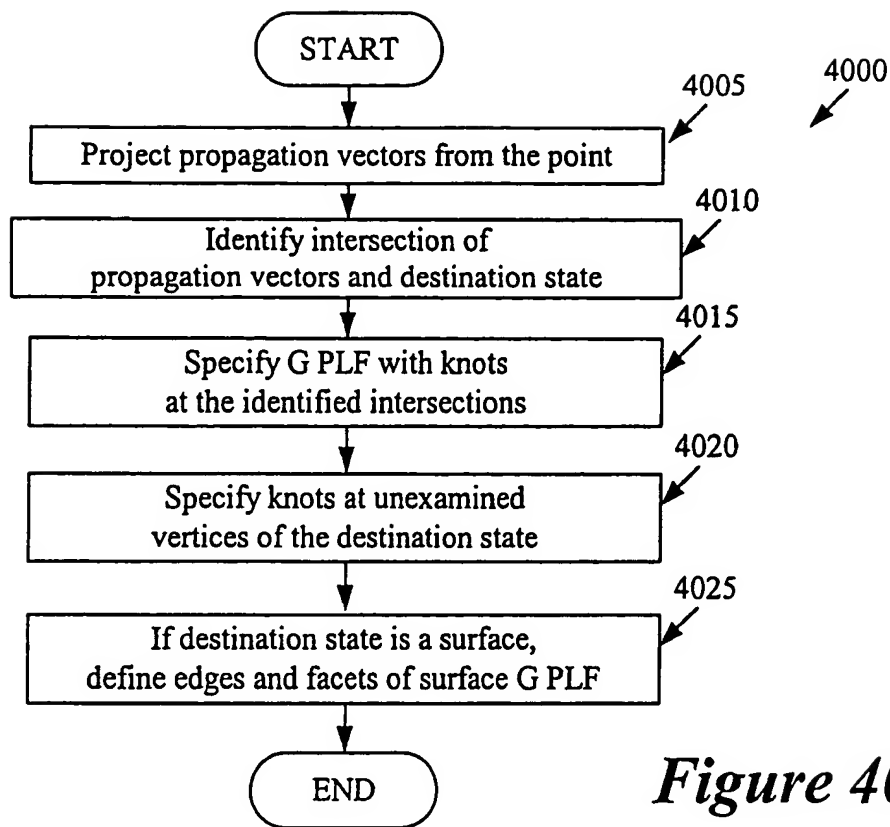 START
4000
4005
Project propagation vectors from the point
4010
Identify intersection of
propagation vectors and destination state
4015
Specify G PLF with knots
at the identified intersections
4020
Specify knots at unexamined
vertices of the destination state
4025
If destination state is a surface,
define edges and facets of surface G PLF
END
Figure 40